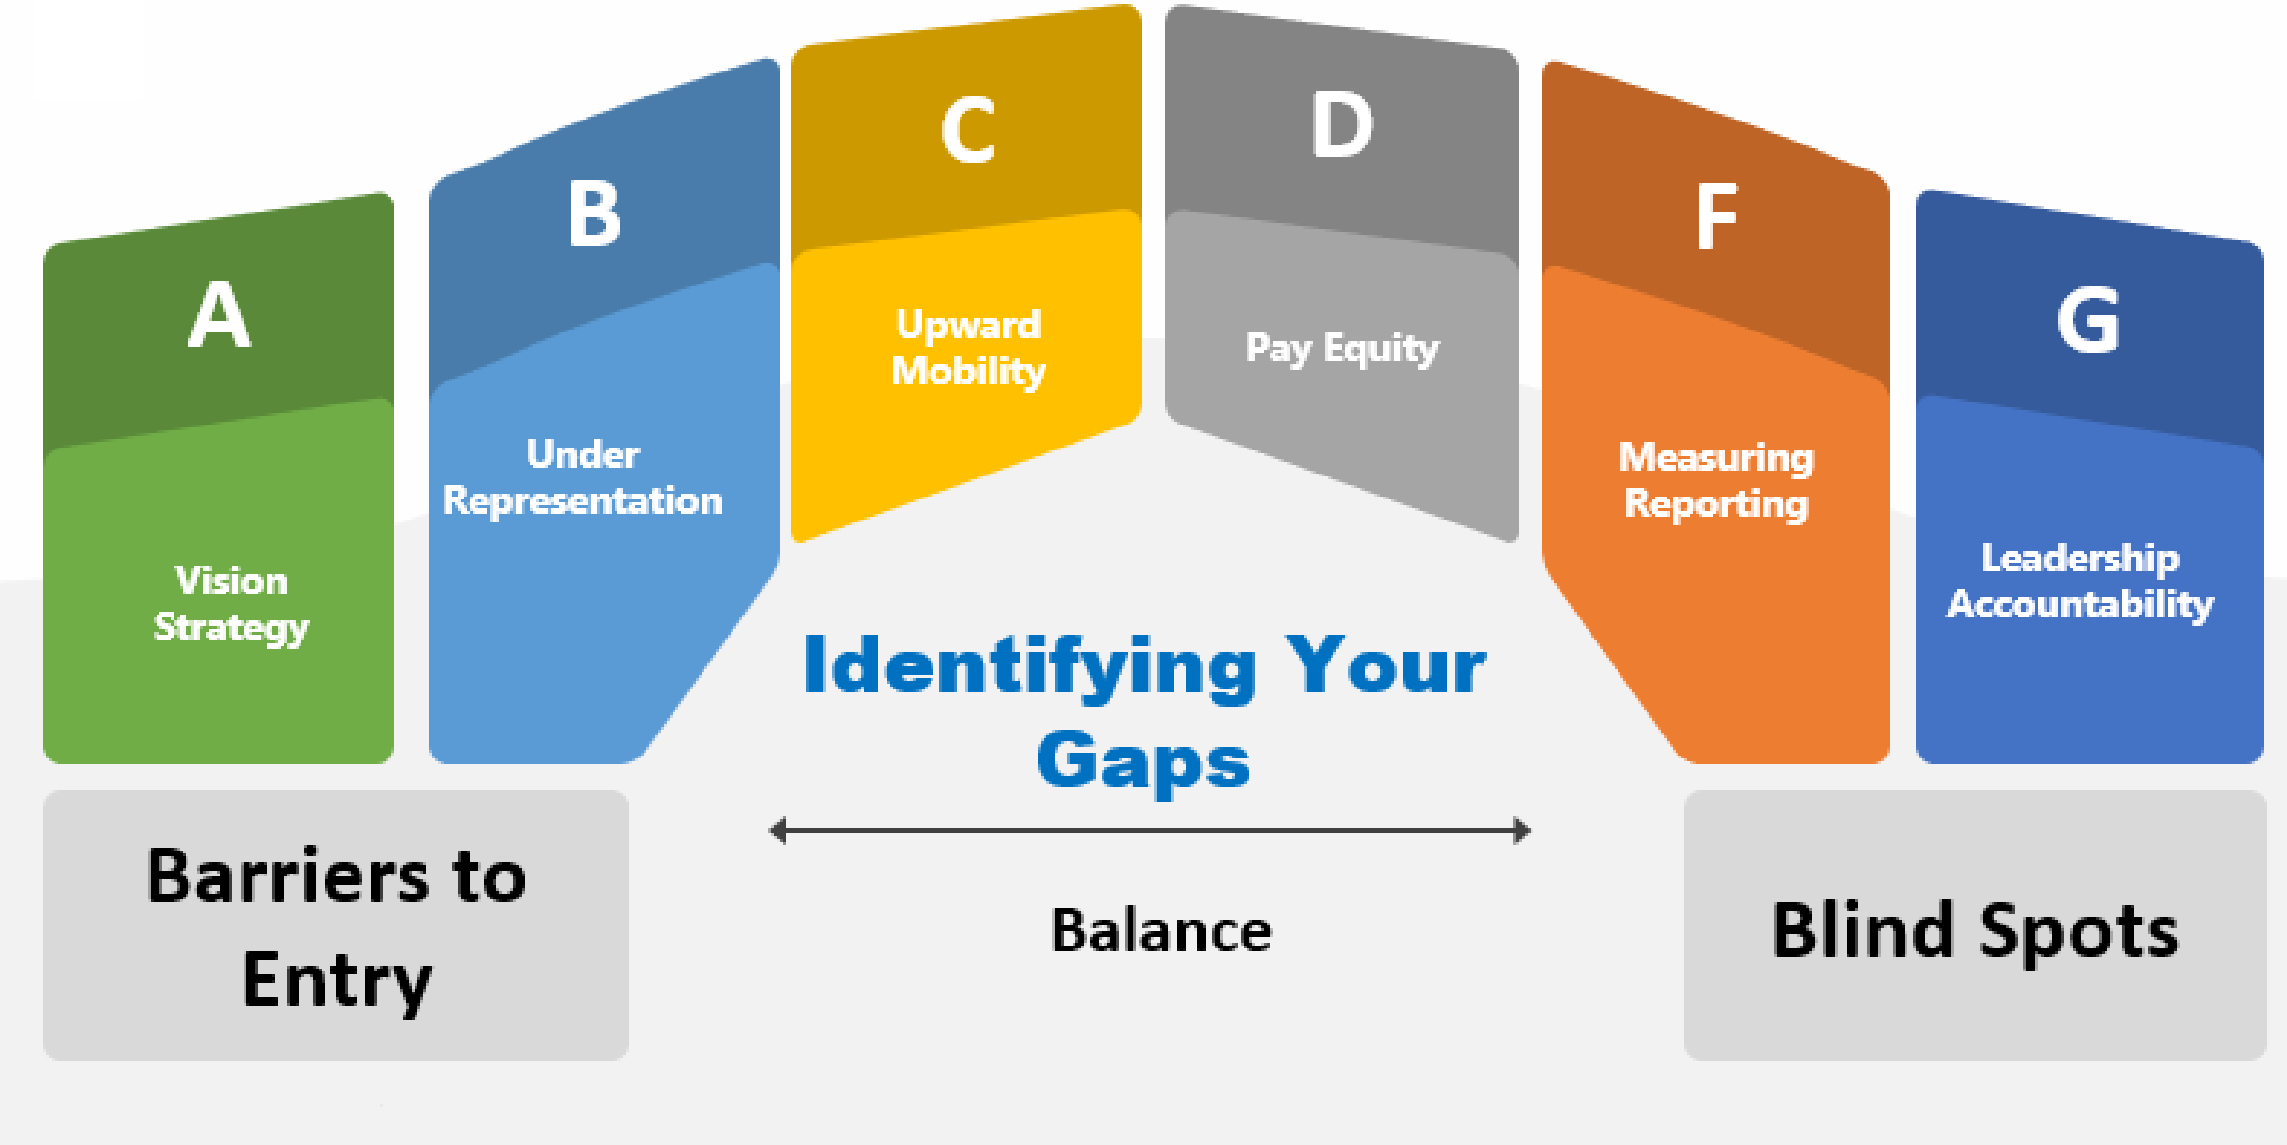 A
Vision
Strategy
B
Under
Representation
C
Upward
Mobility
D
Pay Equity
F
Measuring
Reporting
G
Leadership
Accountability
Identifying Your
Gaps
Balance
Barriers to
Entry
Blind Spots